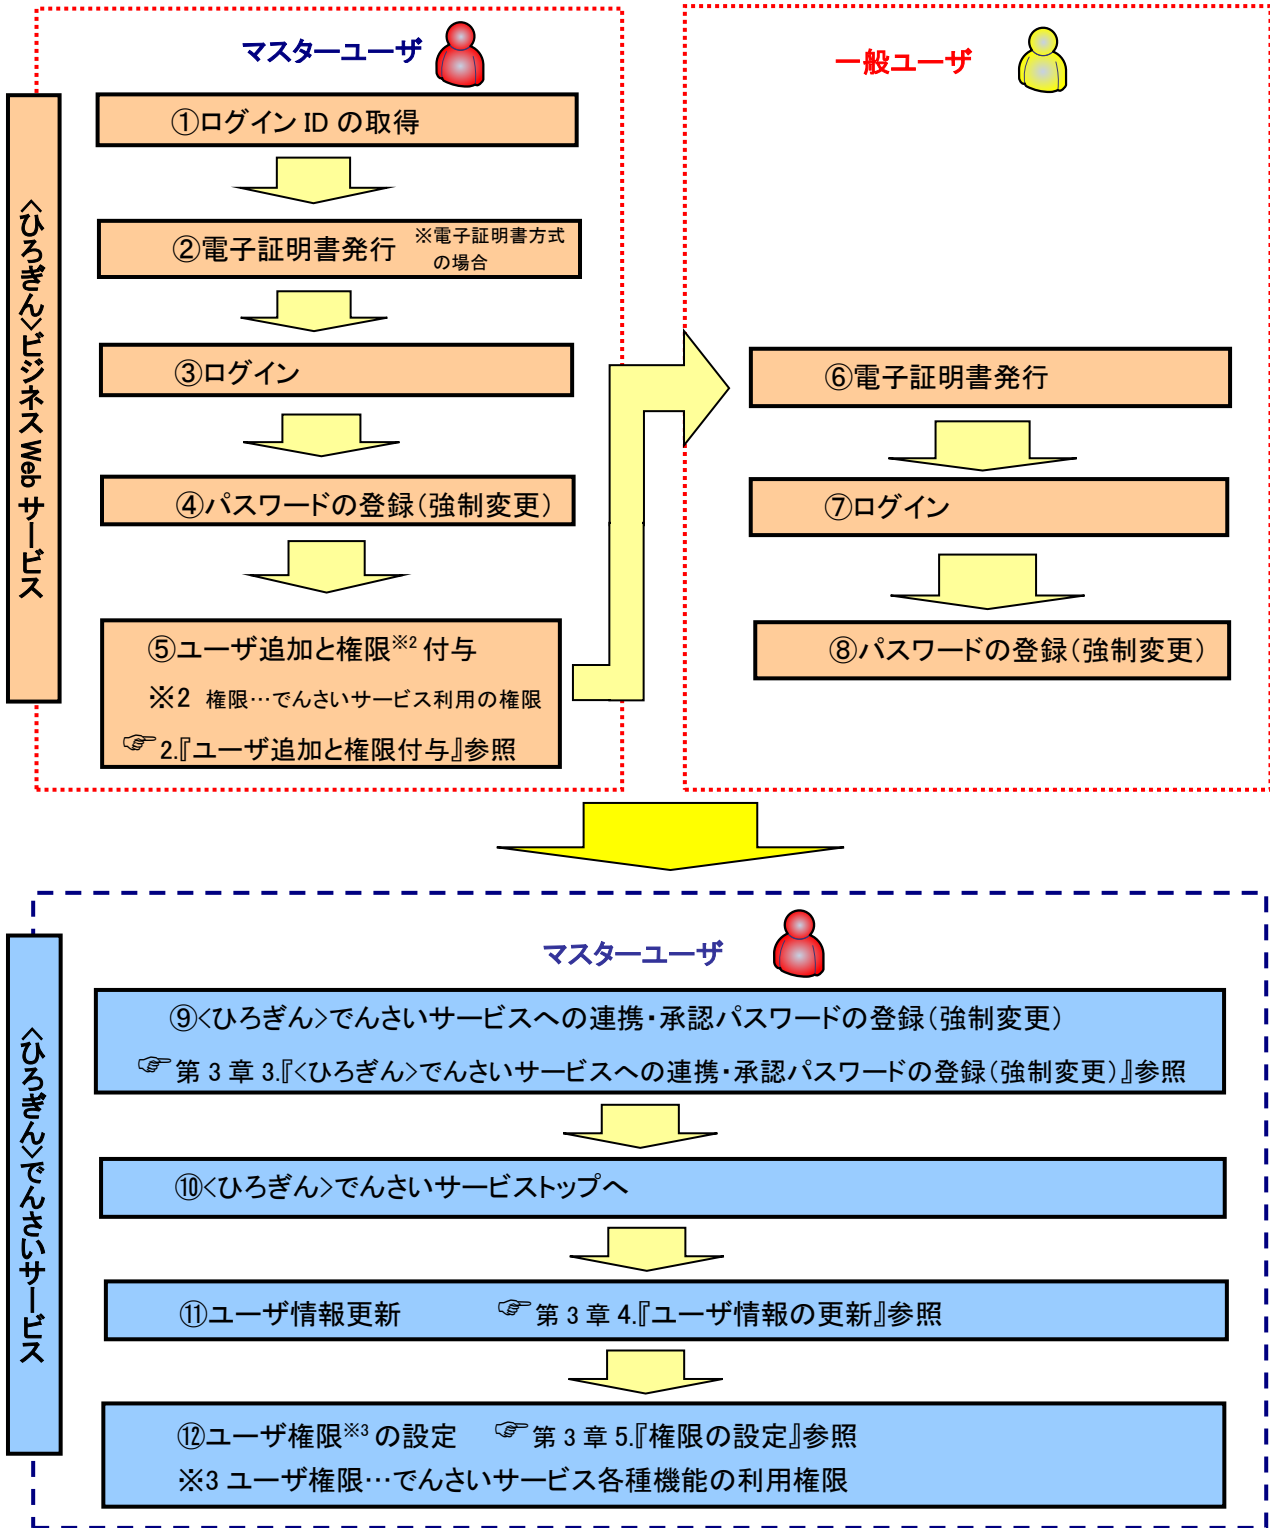 マスターユーザ
〈ひろぎん〉ビジネス Web サービス
①ログイン ID の取得
②電子証明書発行 ※電子証明書方式
の場合
③ログイン
④パスワードの登録(強制変更)
⑤ユーザ追加と権限※2 付与
※2 権限…でんさいサービス利用の権限
☞2.『ユーザ追加と権限付与』参照
一般ユーザ
⑥電子証明書発行
⑦ログイン
⑧パスワードの登録(強制変更)
マスターユーザ
〈ひろぎん〉でんさいサービス
⑨<ひろぎん>でんさいサービスへの連携・承認パスワードの登録(強制変更)
☞第 3 章 3.『<ひろぎん>でんさいサービスへの連携・承認パスワードの登録(強制変更)』参照
⑩<ひろぎん>でんさいサービストップへ
⑪ユーザ情報更新 ☞第 3 章 4.『ユーザ情報の更新』参照
⑫ユーザ権限※3 の設定 ☞第 3 章 5.『権限の設定』参照
※3 ユーザ権限…でんさいサービス各種機能の利用権限